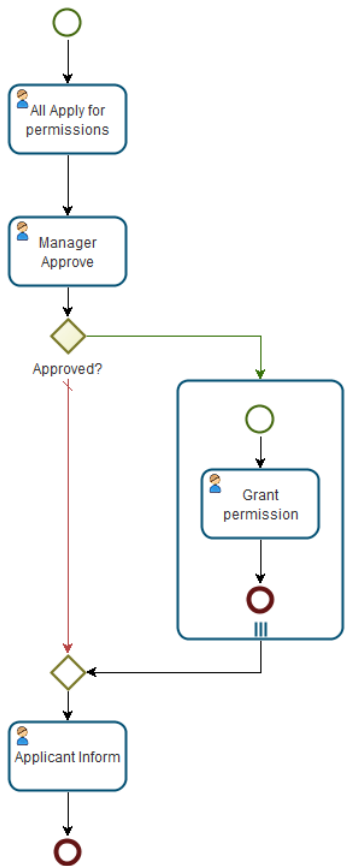 All Apply for
permissions
Manager
Approve
Approved?
Grant
permission
Applicant Inform